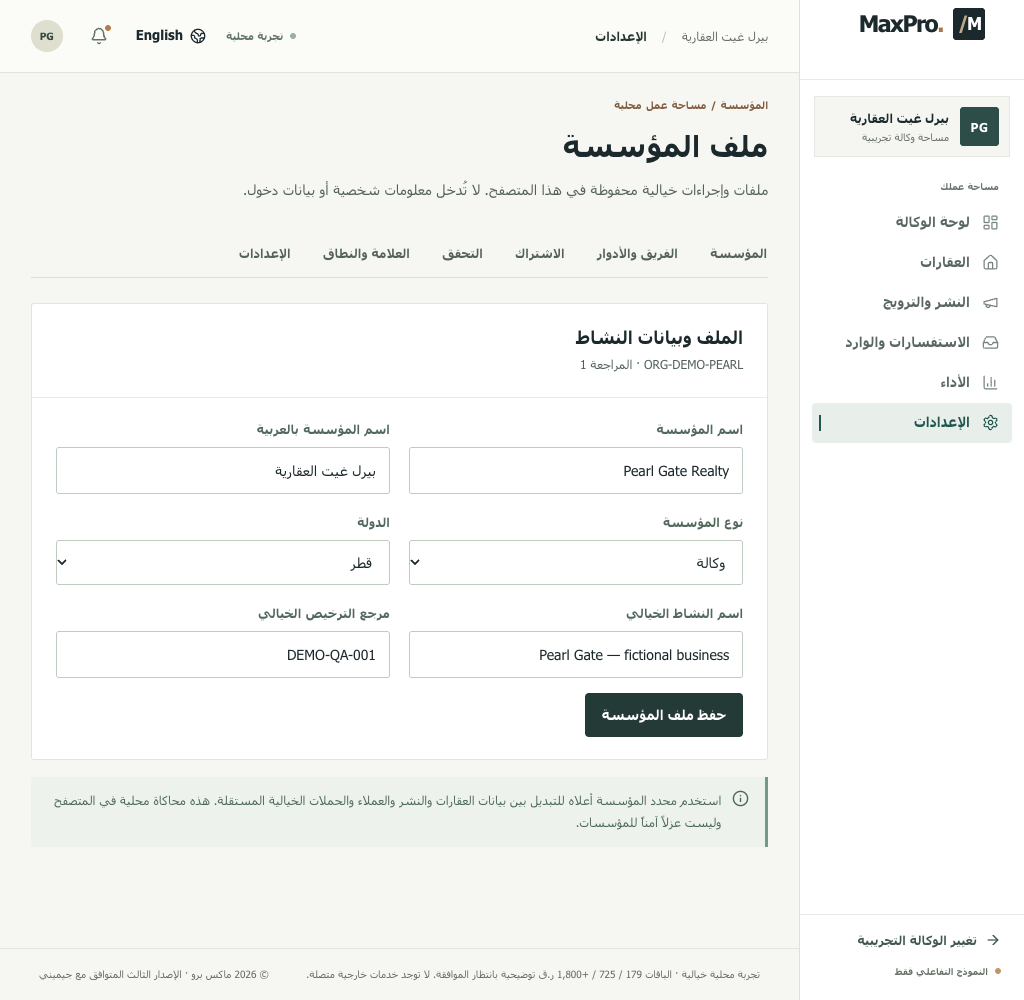 MaxPro. /M
PG
بيرل غيت العقارية
مساحة وكالة تجريبية
مساحة عملك
لوحة الوكالة
العقارات
النشر والترويج
الاستفسارات والوارد
الأداء
الإعدادات
تغيير الوكالة التجريبية
النموذج التفاعلي فقط
بيرل غيت العقارية / الإعدادات
تجربة محلية
English
PG
المؤسسة / مساحة عمل محلية
ملف المؤسسة
ملفات وإجراءات خيالية محفوظة في هذا المتصفح. لا تُدخل معلومات شخصية أو بيانات دخول.
المؤسسة الفريق والأدوار الاشتراك التحقق العلامة والنطاق الإعدادات
الملف وبيانات النشاط
ORG-DEMO-PEARL · المراجعة 1
اسم المؤسسة
Pearl Gate Realty
اسم المؤسسة بالعربية
بيرل غيت العقارية
نوع المؤسسة
وكالة
الدولة
قطر
اسم النشاط الخيالي
Pearl Gate — fictional business
مرجع الترخيص الخيالي
DEMO-QA-001
حفظ ملف المؤسسة
استخدم محدد المؤسسة أعلاه للتبديل بين بيانات العقارات والنشر والعملاء والحملات الخيالية المستقلة. هذه محاكاة محلية في المتصفح
وليست عزلاً آمناً للمؤسسات.
تجربة محلية خيالية · الباقات 179 / 725 / +1,800 ر.ق توضيحية بانتظار الموافقة. لا توجد خدمات خارجية متصلة.
© 2026 ماكس برو · الإصدار الثالث المتوافق مع جيميني